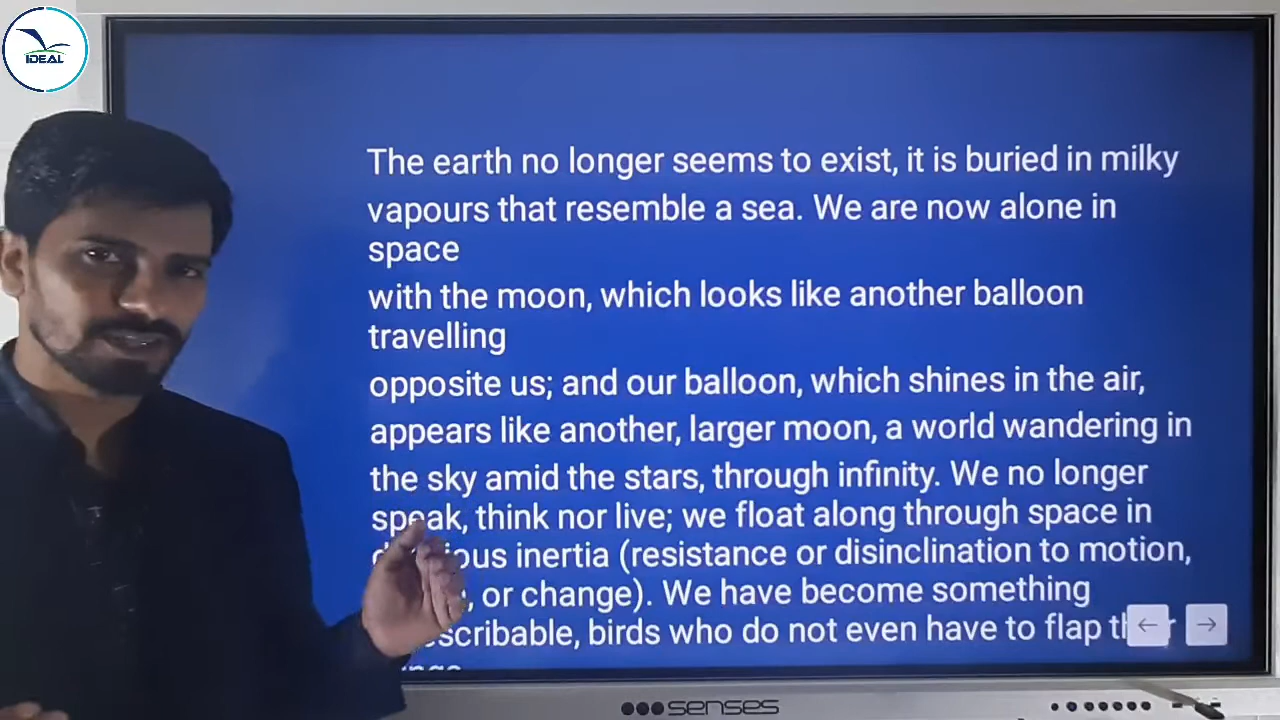 IDEAL
The earth no longer seems to exist, it is buried in milky
vapours that resemble a sea. We are now alone in
space
with the moon, which looks like another balloon
travelling
opposite us; and our balloon, which shines in the air,
appears like another, larger moon, a world wandering in
the sky amid the stars, through infinity. We no longer
speak, think nor live; we float along through space in
inertia (resistance or disinclination to motion,
, or change). We have become something
birds who do not even have to flap
senses